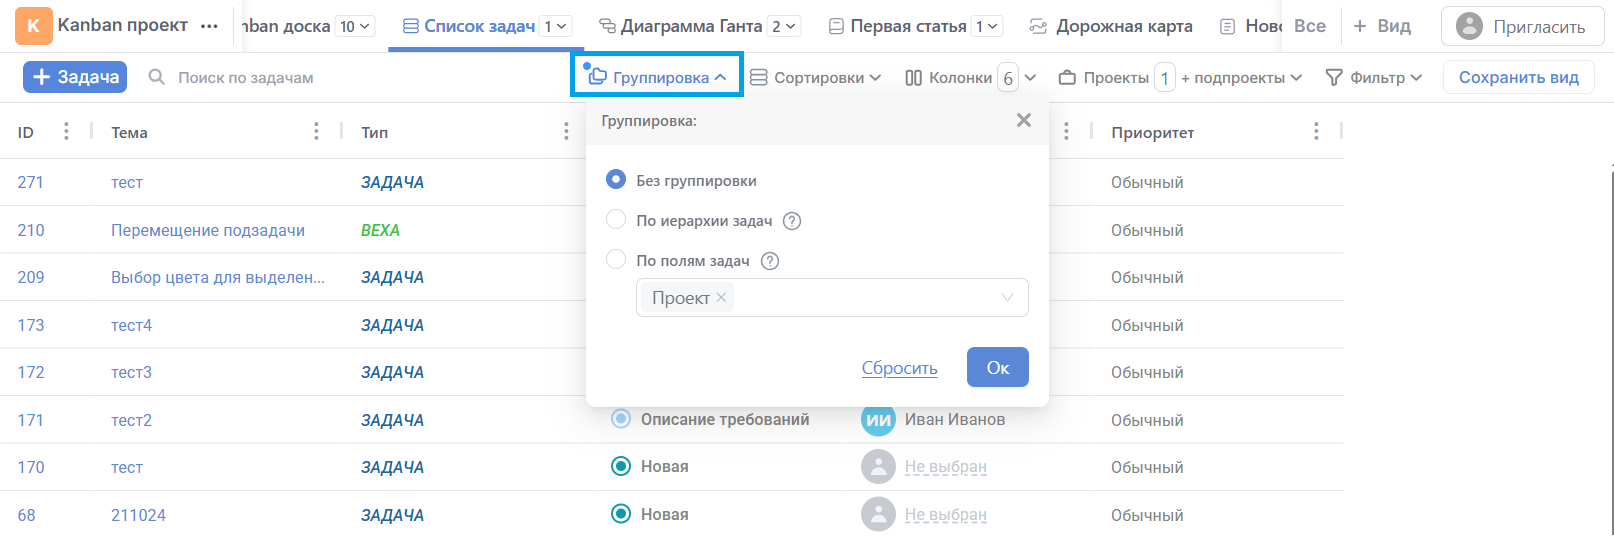 К Kanban проект ••• nban доска 10 Список задач 1 Диаграмма Ганта 2 Первая статья 1 Дорожная карта Ново Все + Вид Пригласить
+ Задача Поиск по задачам Группировка Сортировки Колонки 6 Проекты 1 + подпроекты Фильтр Сохранить вид
ID Тема Тип Приоритет
Группировка:
Без группировки
По иерархии задач ?
По полям задач ?
Проект
Сбросить Ок
271 тест ЗАДАЧА Обычный
210 Перемещение подзадачи ВЕХА Обычный
209 Выбор цвета для выделен... ЗАДАЧА Обычный
173 тест4 ЗАДАЧА Обычный
172 тест3 ЗАДАЧА Обычный
171 тест2 ЗАДАЧА Описание требований ИИ Иван Иванов Обычный
170 тест ЗАДАЧА Новая Не выбран Обычный
68 211024 ЗАДАЧА Новая Не выбран Обычный